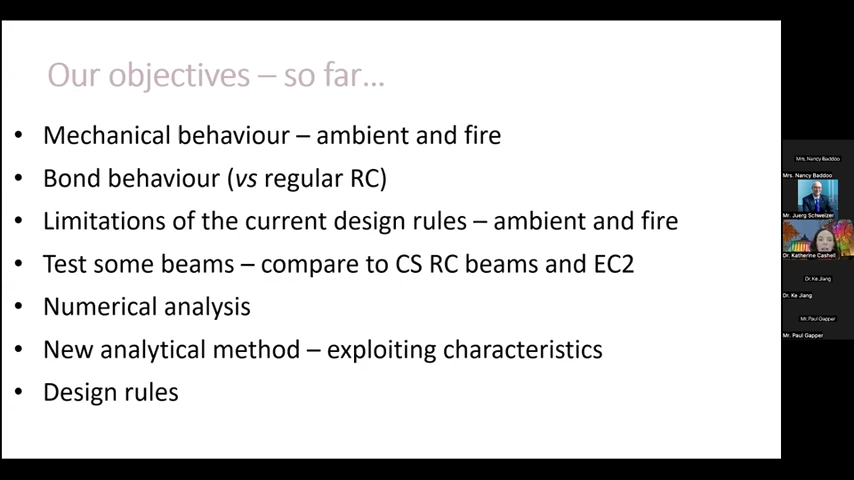 Our objectives – so far...
• Mechanical behaviour – ambient and fire
• Bond behaviour (vs regular RC)
• Limitations of the current design rules – ambient and fire
• Test some beams – compare to CS RC beams and EC2
• Numerical analysis
• New analytical method – exploiting characteristics
• Design rules
Mrs. Nancy Baddoo
Mrs. Nancy Baddoo
Mr. Juerg Schweizer
Dr. Katherine Cashell
Dr. Ke Jiang
Dr. Ke Jiang
Mr. Paul Gapper
Mr. Paul Gapper